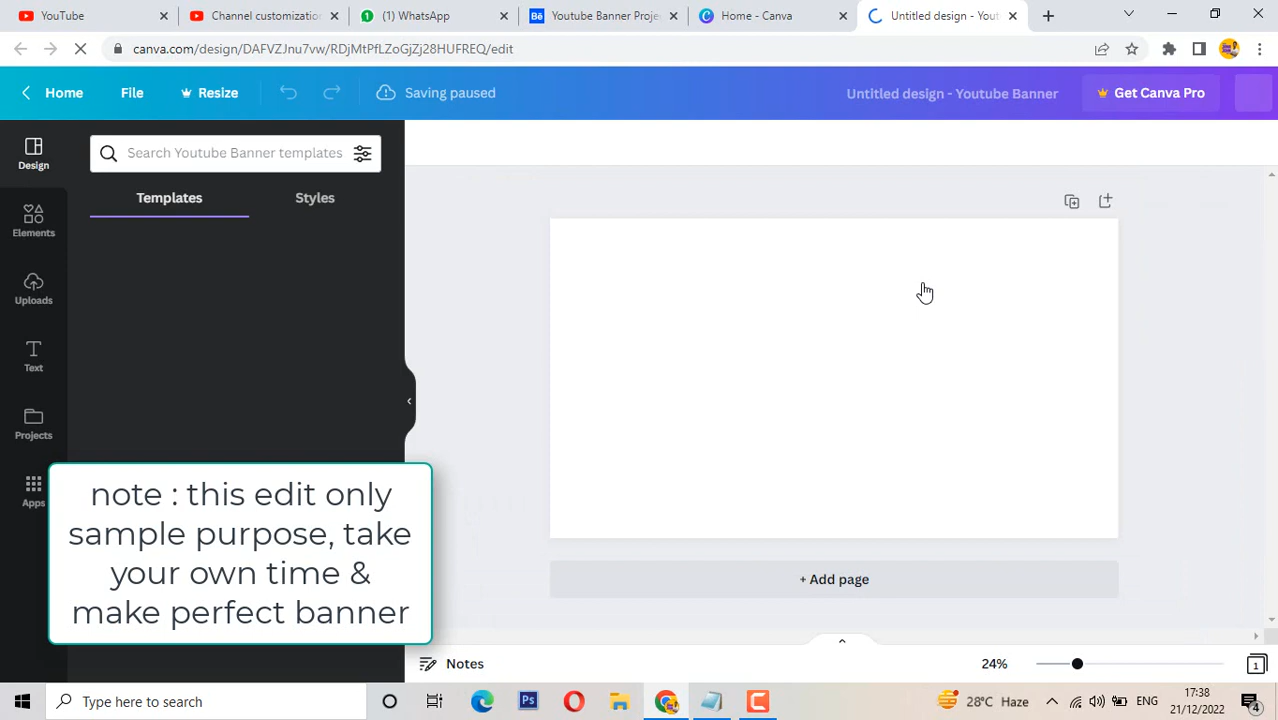 YouTube
Channel customizatio
(1) WhatsApp
Youtube Banner Proje
Home - Canva
Untitled design - Yout
canva.com/design/DAFVZJnu7vw/RDjMtPfLZoGjZj28HUFREQ/edit
Home
File
Resize
Saving paused
Untitled design - Youtube Banner
Get Canva Pro
Design
Elements
Uploads
Text
Projects
Apps
Search Youtube Banner templates
Templates
Styles
note : this edit only
sample purpose, take
your own time &
make perfect banner
+ Add page
Notes
24%
1
Type here to search
Ps
28°C Haze
ENG
17:38
21/12/2022
4